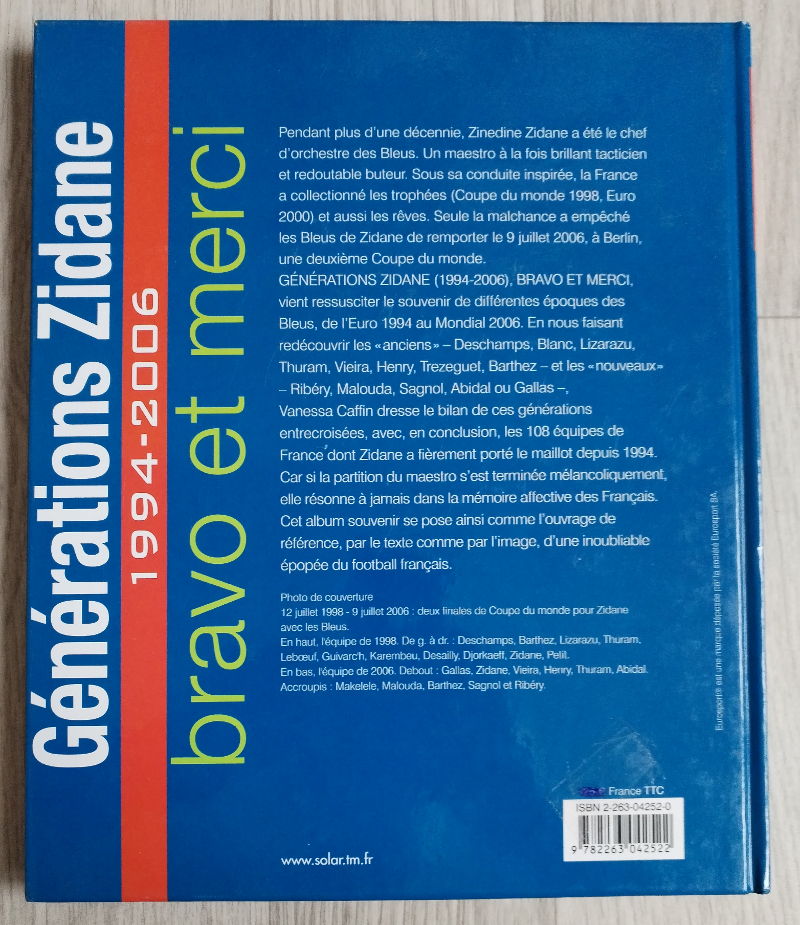 Générations Zidane
1994-2006
bravo et merci
Pendant plus d'une décennie, Zinedine Zidane a été le chef
d'orchestre des Bleus. Un maestro à la fois brillant tacticien
et redoutable buteur. Sous sa conduite inspirée, la France
a collectionné les trophées (Coupe du monde 1998, Euro
2000) et aussi les rêves. Seule la malchance a empêché
les Bleus de Zidane de remporter le 9 juillet 2006, à Berlin,
une deuxième Coupe du monde.
GÉNÉRATIONS ZIDANE (1994-2006), BRAVO ET MERCI,
vient ressusciter le souvenir de différentes époques des
Bleus, de l'Euro 1994 au Mondial 2006. En nous faisant
redécouvrir les «anciens» – Deschamps, Blanc, Lizarazu,
Thuram, Vieira, Henry, Trezeguet, Barthez – et les «nouveaux»
– Ribéry, Malouda, Sagnol, Abidal ou Gallas –,
Vanessa Caffin dresse le bilan de ces générations
entrecroisées, avec, en conclusion, les 108 équipes de
France dont Zidane a fièrement porté le maillot depuis 1994.
Car si la partition du maestro s'est terminée mélancoliquement,
elle résonne à jamais dans la mémoire affective des Français.
Cet album souvenir se pose ainsi comme l'ouvrage de
référence, par le texte comme par l'image, d'une inoubliable
épopée du football français.
Photo de couverture
12 juillet 1998 - 9 juillet 2006 : deux finales de Coupe du monde pour Zidane
avec les Bleus.
En haut, l'équipe de 1998. De g. à dr. : Deschamps, Barthez, Lizarazu, Thuram,
Lebœuf, Guivarc'h, Karembeu, Desailly, Djorkaeff, Zidane, Petit.
En bas, l'équipe de 2006. Debout : Gallas, Zidane, Vieira, Henry, Thuram, Abidal.
Accroupis : Makelele, Malouda, Barthez, Sagnol et Ribéry.
Eurosport® est une marque déposée par la société Eurosport SA.
France TTC
ISBN 2-263-04252-0
9 782263 042522
www.solar.tm.fr